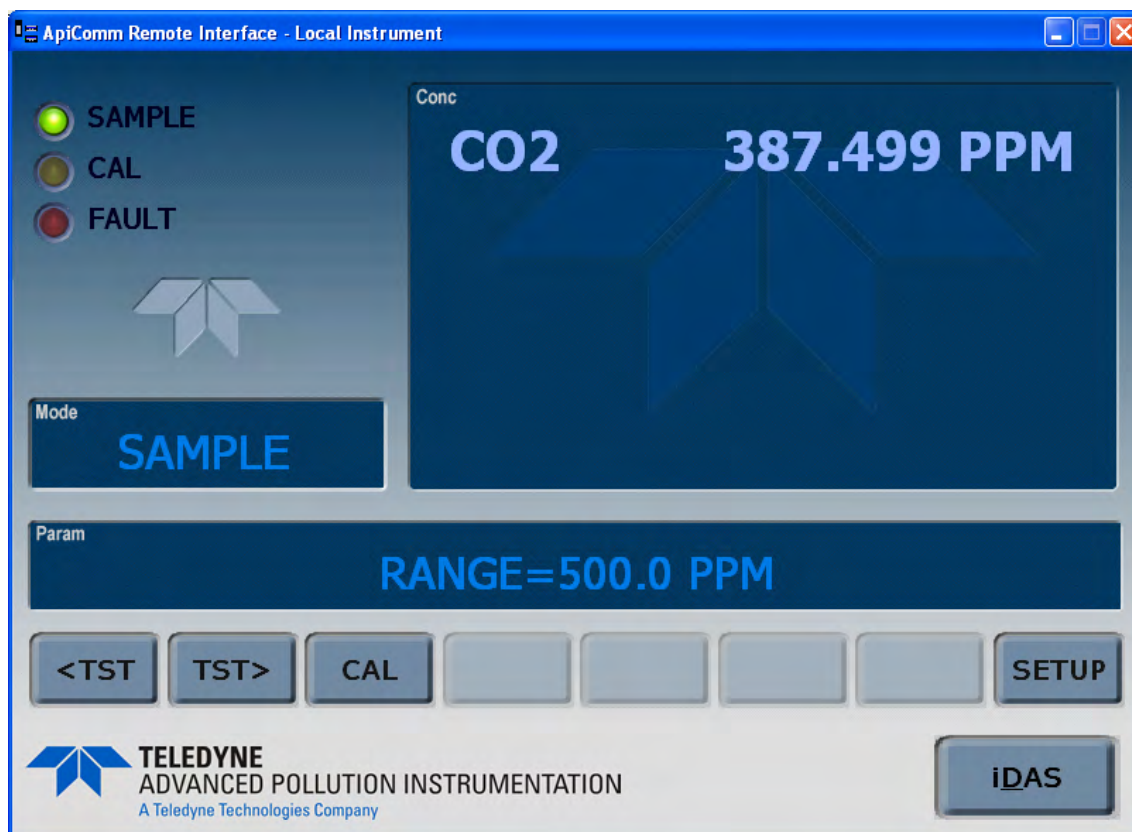 ApiComm Remote Interface - Local Instrument
SAMPLE
CAL
FAULT
Conc
CO2 387.499 PPM
Mode
SAMPLE
Param
RANGE=500.0 PPM
<TST TST> CAL SETUP
TELEDYNE
ADVANCED POLLUTION INSTRUMENTATION
A Teledyne Technologies Company
iDAS